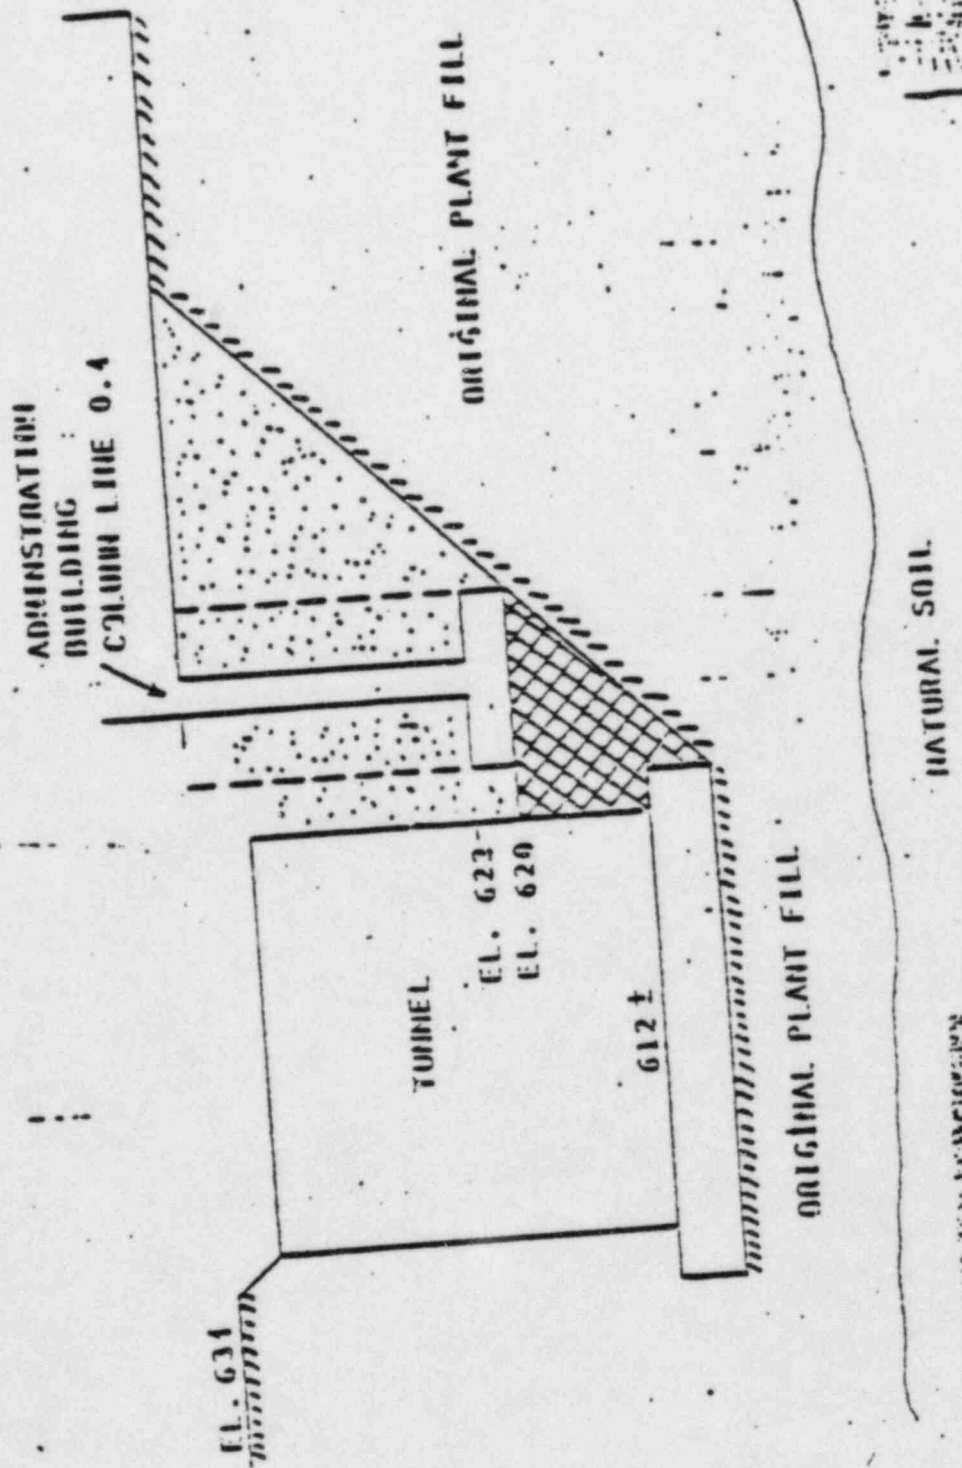 ADMINSTRATION
BUILDING
COLUMN LINE 0.4
ORIGINAL PLANT FILL
EL. 634
TUNNEL
EL. 623
EL. 620
612 ±
ORIGINAL PLANT FILL
NATURAL SOIL